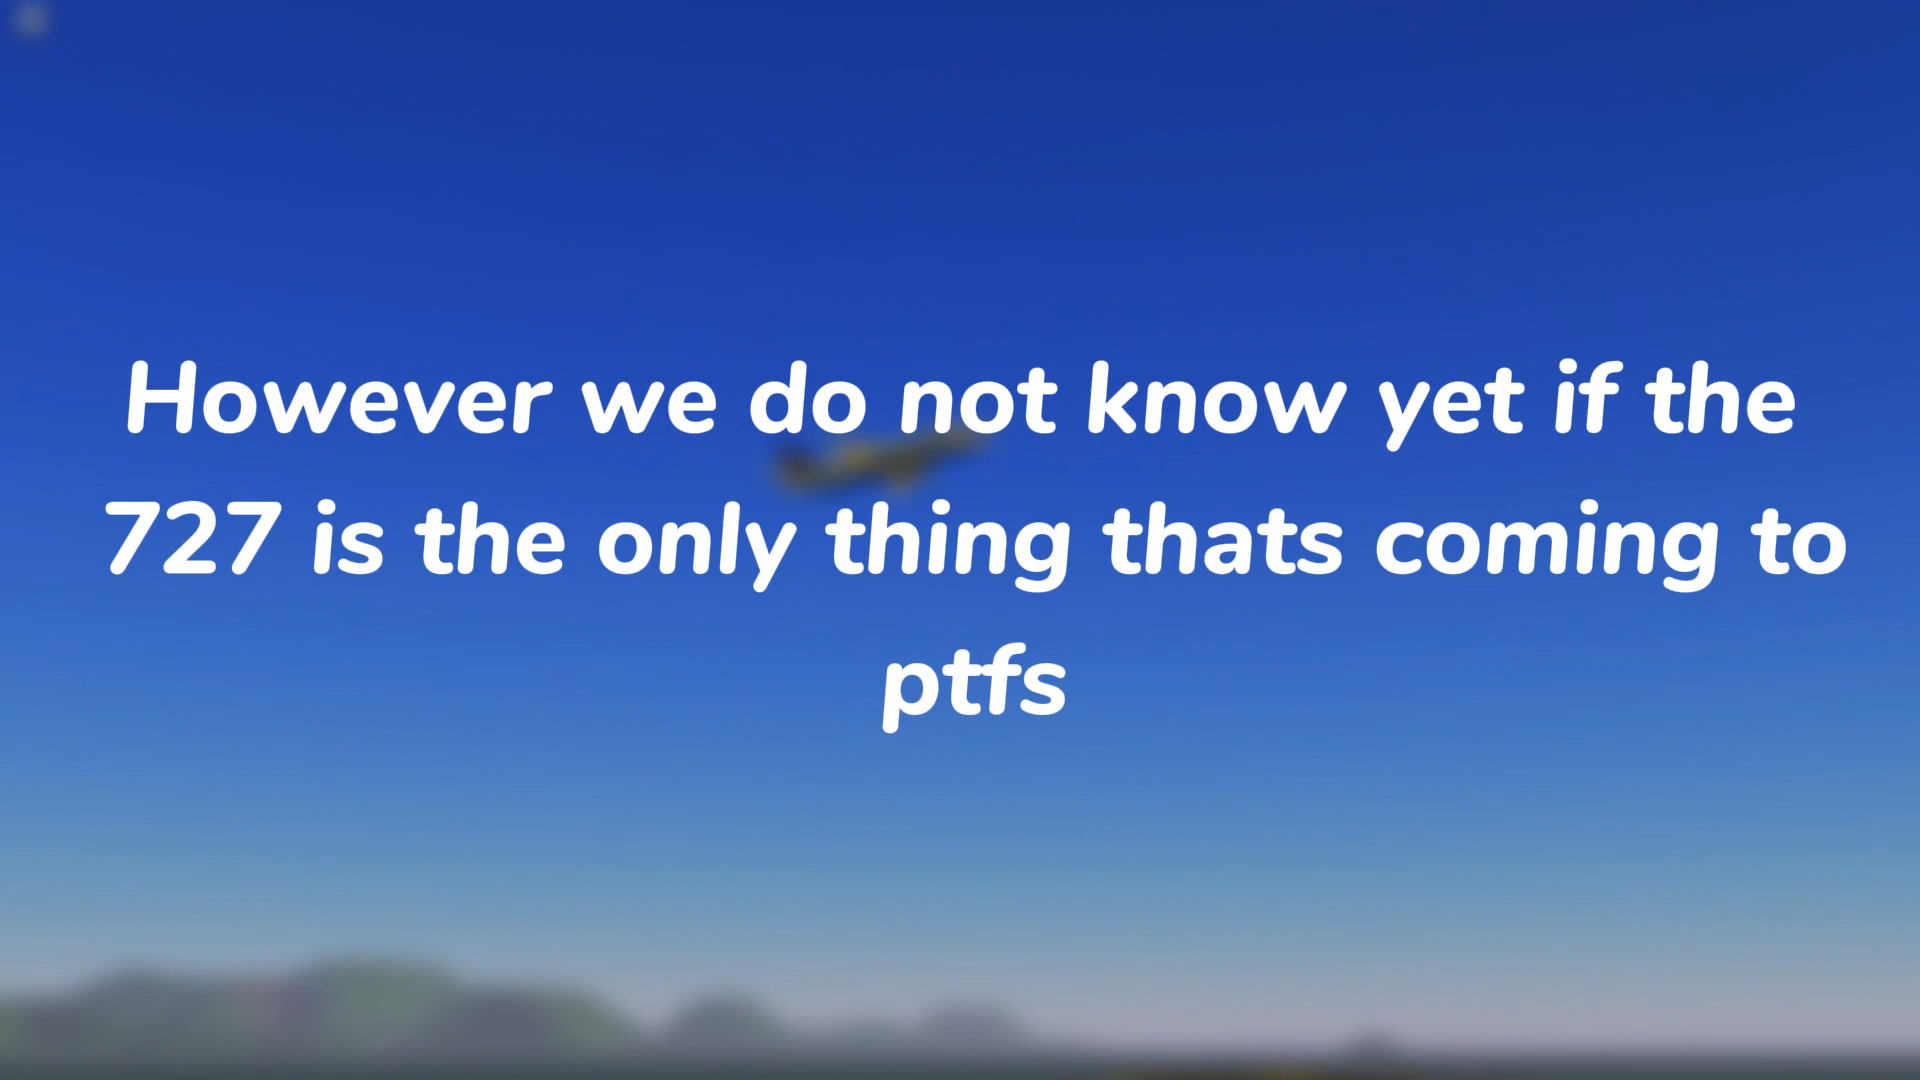 However we do not know yet if the
727 is the only thing thats coming to
ptfs